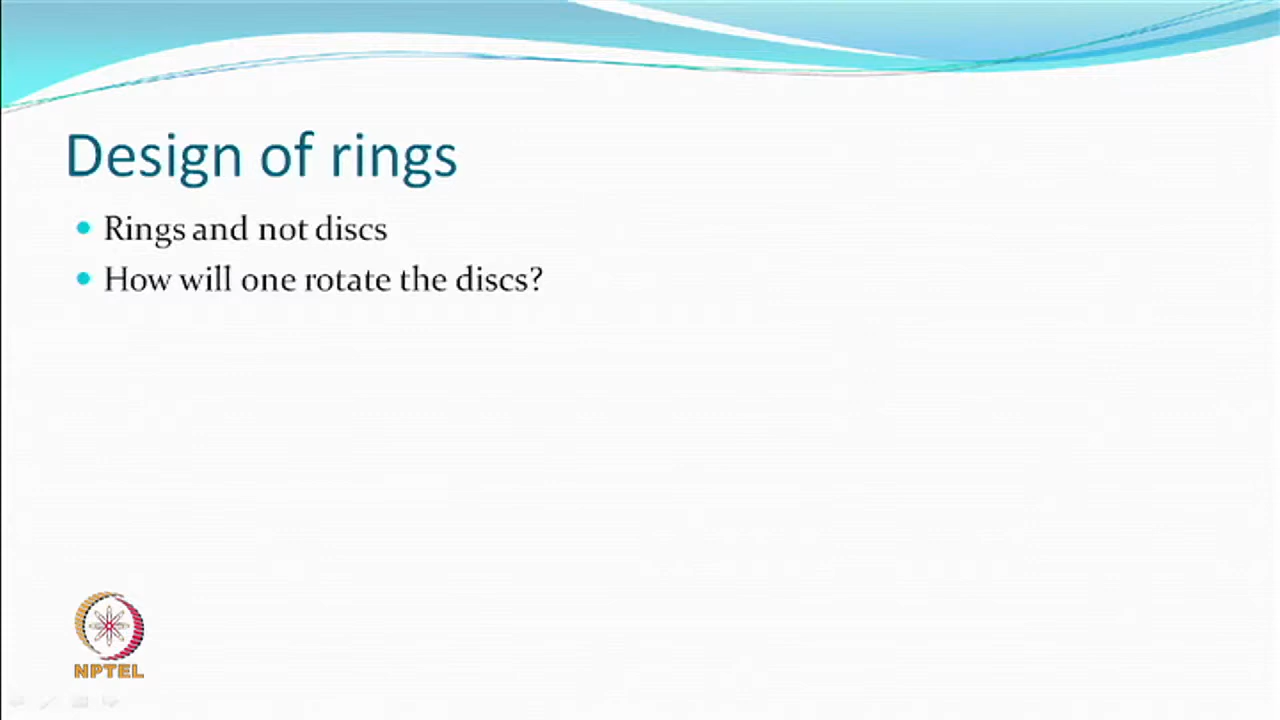 Design of rings
Rings and not discs
How will one rotate the discs?
NPTEL